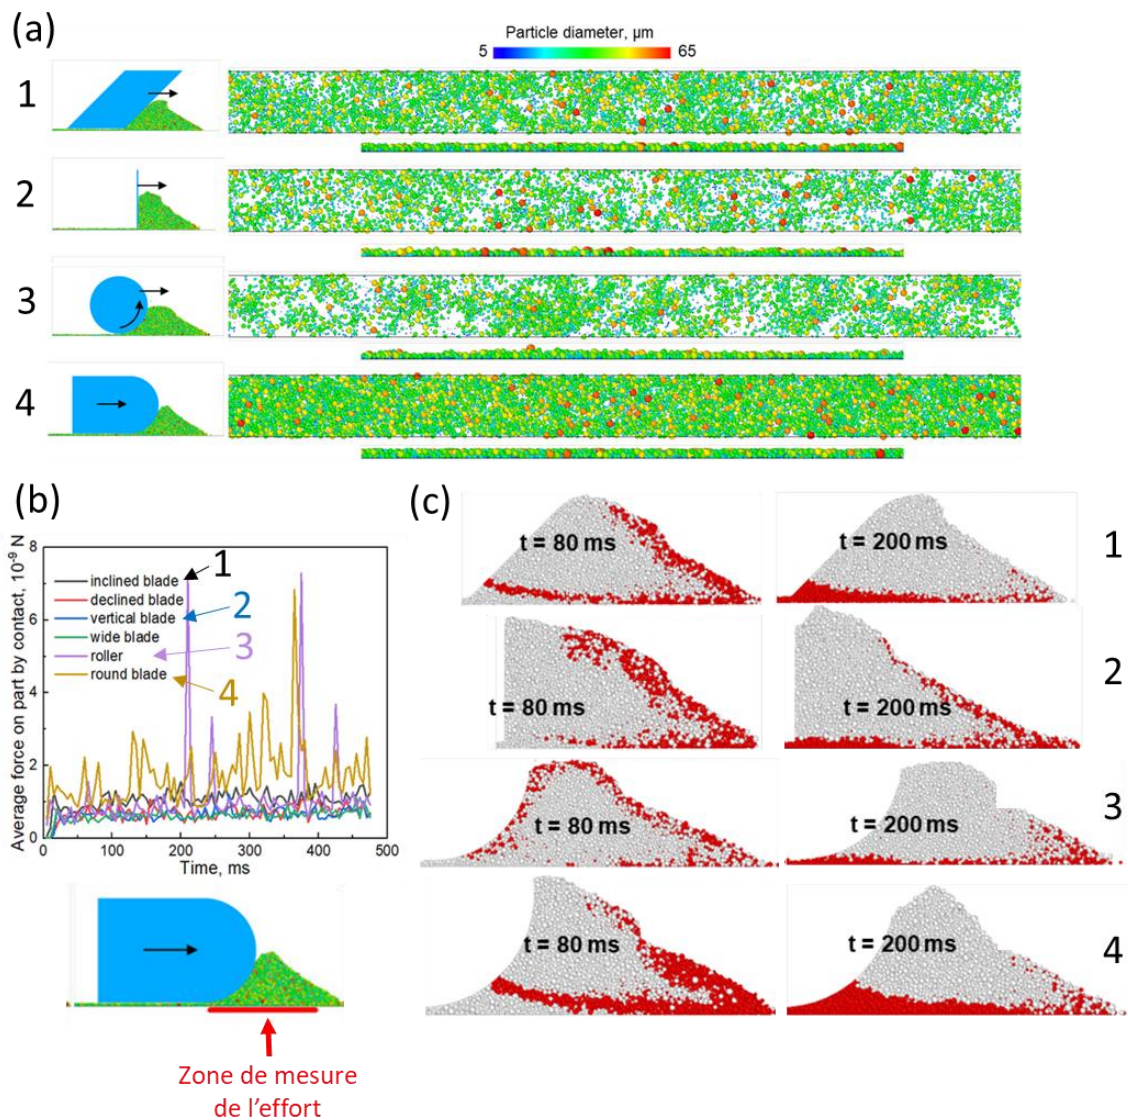 (a)
Particle diameter, µm
5 65
1
2
3
4
(b)
Average force on part by contact, 10⁻⁹ N
8
6
4
2
0
inclined blade
declined blade
vertical blade
wide blade
roller
round blade
1
2
3
4
0 100 200 300 400 500
Time, ms
Zone de mesure
de l'effort
(c)
t = 80 ms t = 200 ms 1
t = 80 ms t = 200 ms 2
t = 80 ms t = 200 ms 3
t = 80 ms t = 200 ms 4